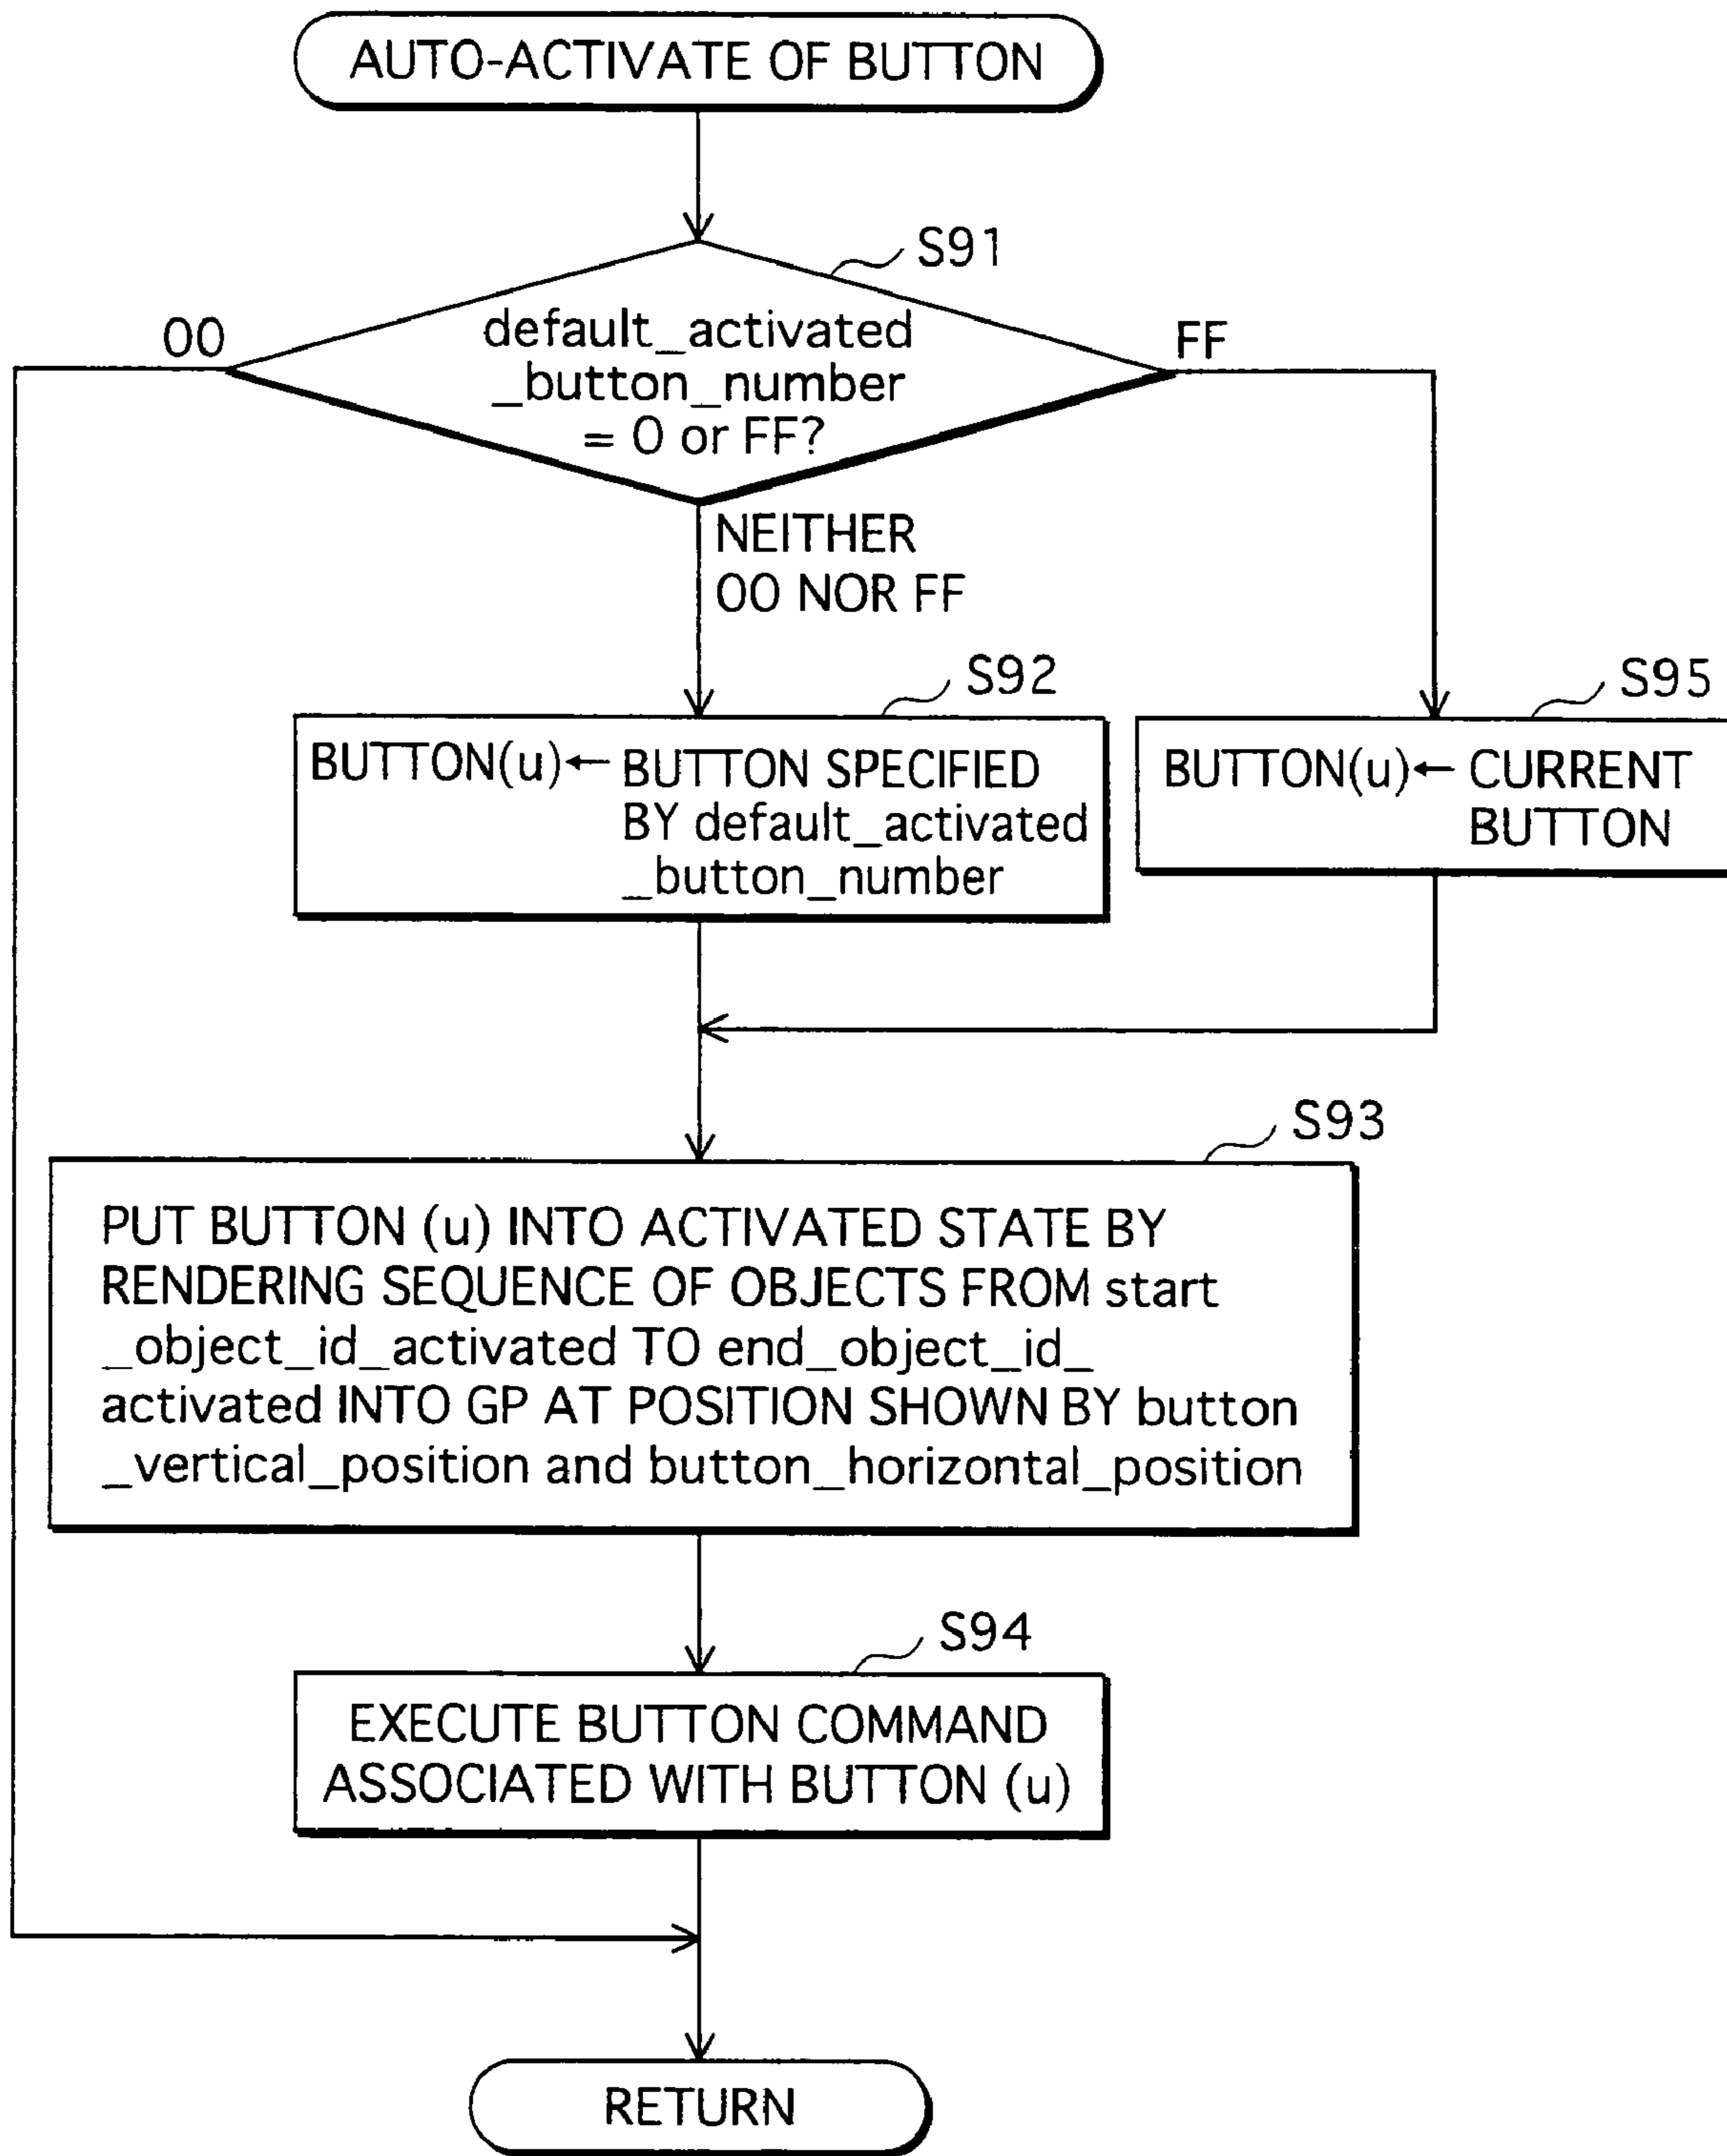 AUTO-ACTIVATE OF BUTTON
S91
00
default_activated
_button_number
= 0 or FF?
FF
NEITHER
00 NOR FF
S92
BUTTON(u)← BUTTON SPECIFIED
BY default_activated
_button_number
S95
BUTTON(u)← CURRENT
BUTTON
S93
PUT BUTTON (u) INTO ACTIVATED STATE BY
RENDERING SEQUENCE OF OBJECTS FROM start
_object_id_activated TO end_object_id_
activated INTO GP AT POSITION SHOWN BY button
_vertical_position and button_horizontal_position
S94
EXECUTE BUTTON COMMAND
ASSOCIATED WITH BUTTON (u)
RETURN